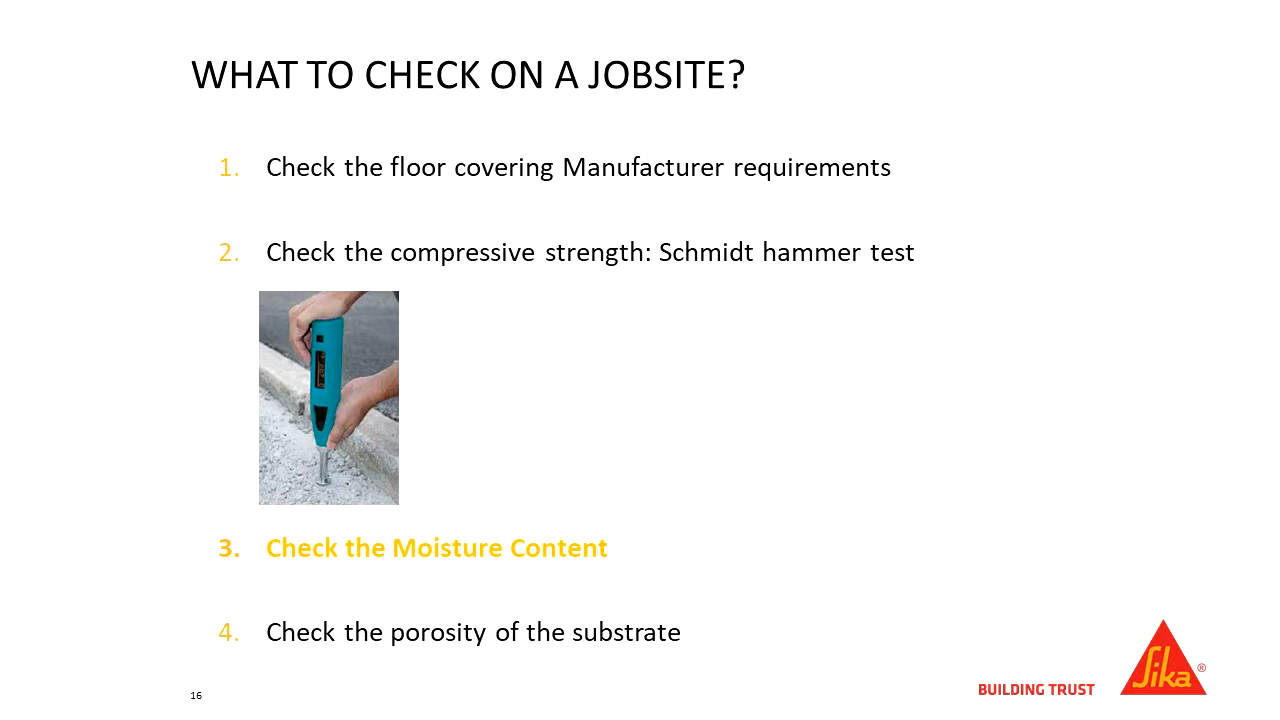 WHAT TO CHECK ON A JOBSITE?
1. Check the floor covering Manufacturer requirements
2. Check the compressive strength: Schmidt hammer test
3. Check the Moisture Content
4. Check the porosity of the substrate
16
BUILDING TRUST
Sika®